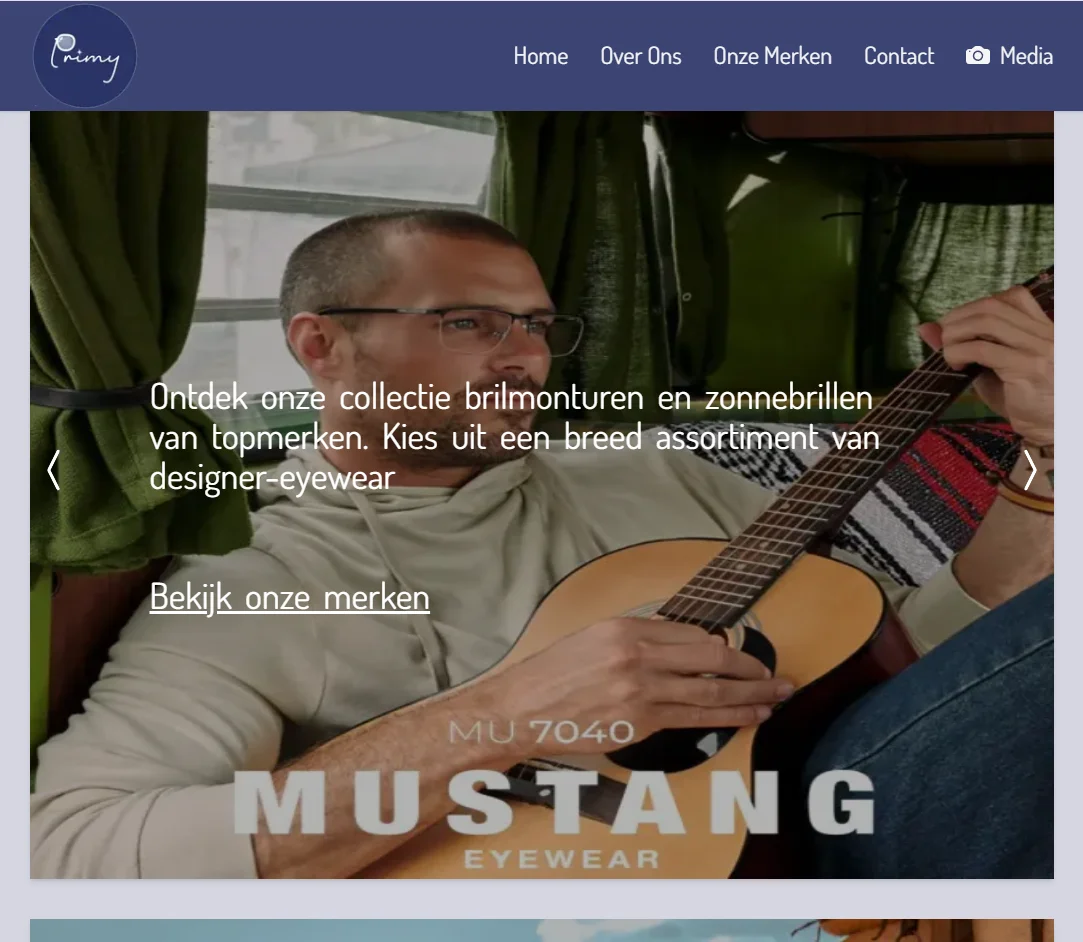 Primy
Home Over Ons Onze Merken Contact Media
Ontdek onze collectie brilmonturen en zonnebrillen
van topmerken. Kies uit een breed assortiment van
designer-eyewear
Bekijk onze merken
MU 7040
MUSTANG
EYEWEAR